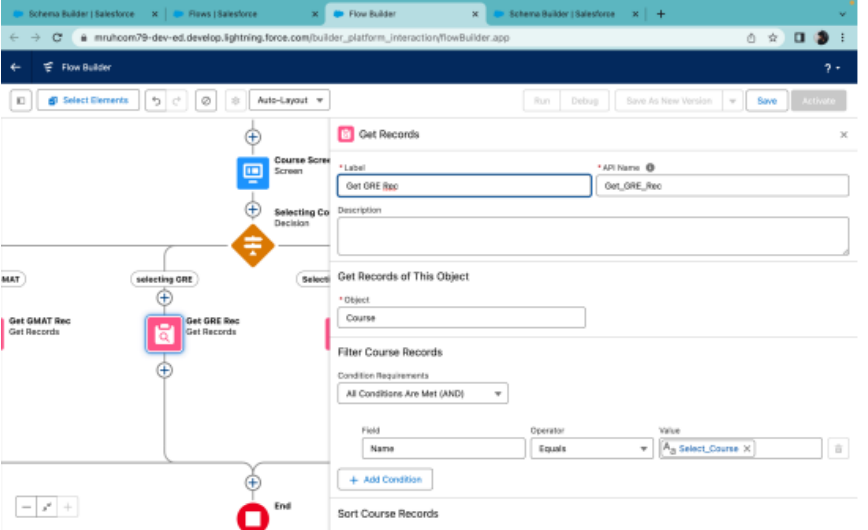 Schema Builder | Salesforce × Flows | Salesforce × Flow Builder × Schema Builder | Salesforce × +
mruhcom79-dev-ed.develop.lightning.force.com/builder_platform_interaction/flowBuilder.app
Flow Builder ?
Select Elements Auto-Layout Run Debug Save As New Version Save Activate
Get Records ×
Course Scree
Screen
* Label * API Name
Get GRE Rec Get_GRE_Rec
Selecting Co
Decision
Description
MAT selecting GRE Selecti
Get Records of This Object
* Object
Course
Get GMAT Rec
Get Records
Get GRE Rec
Get Records
Filter Course Records
Condition Requirements
All Conditions Are Met (AND)
Field Operator Value
Name Equals Aa Select_Course ×
+ Add Condition
End
Sort Course Records